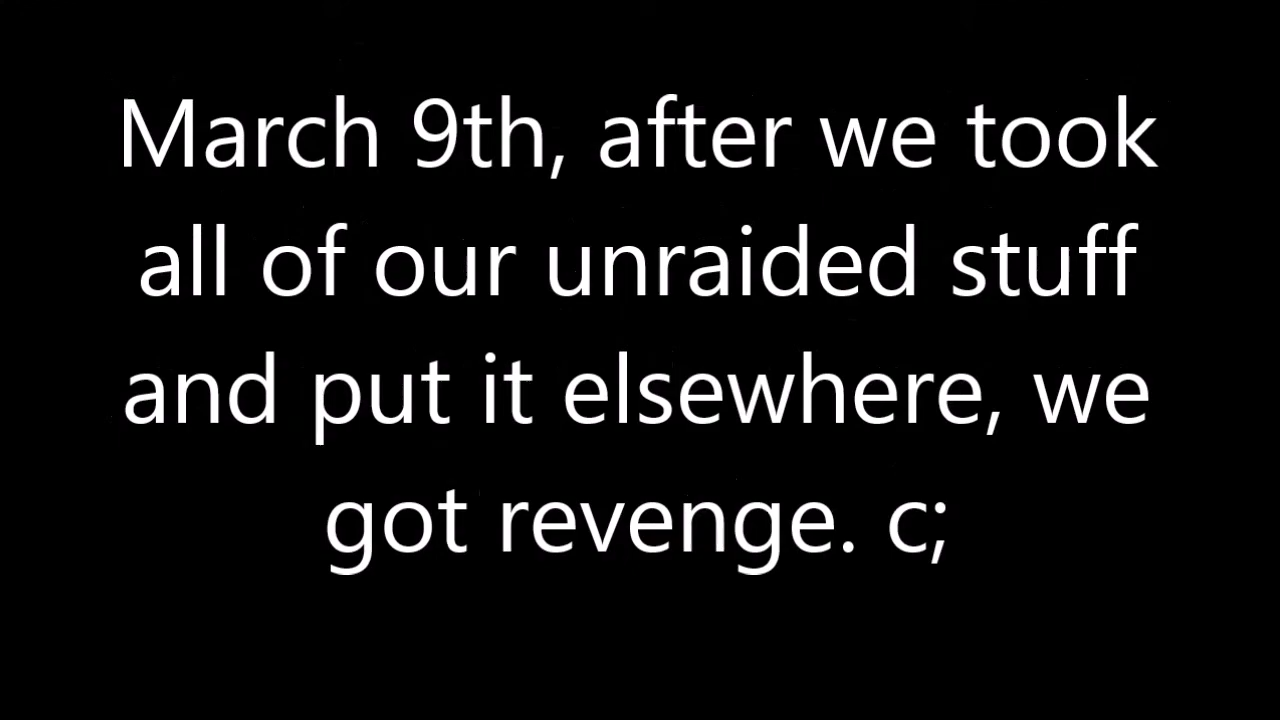 March 9th, after we took
all of our unraided stuff
and put it elsewhere, we
got revenge. c;